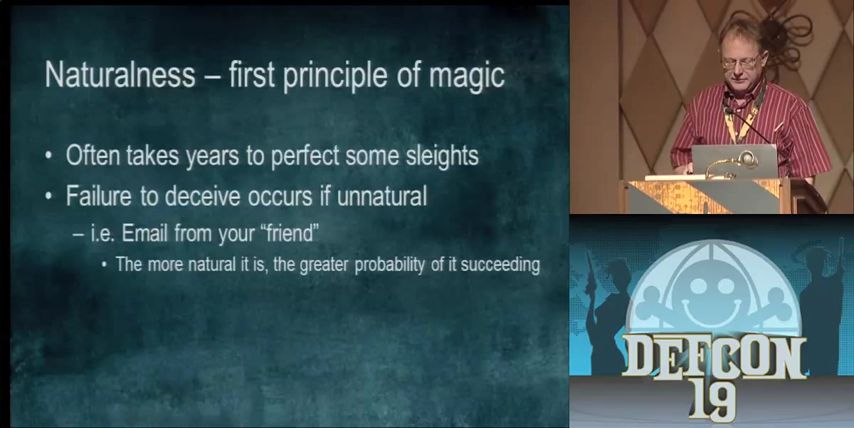 Naturalness – first principle of magic
• Often takes years to perfect some sleights
• Failure to deceive occurs if unnatural
– i.e. Email from your “friend”
• The more natural it is, the greater probability of it succeeding
DEFCON
19